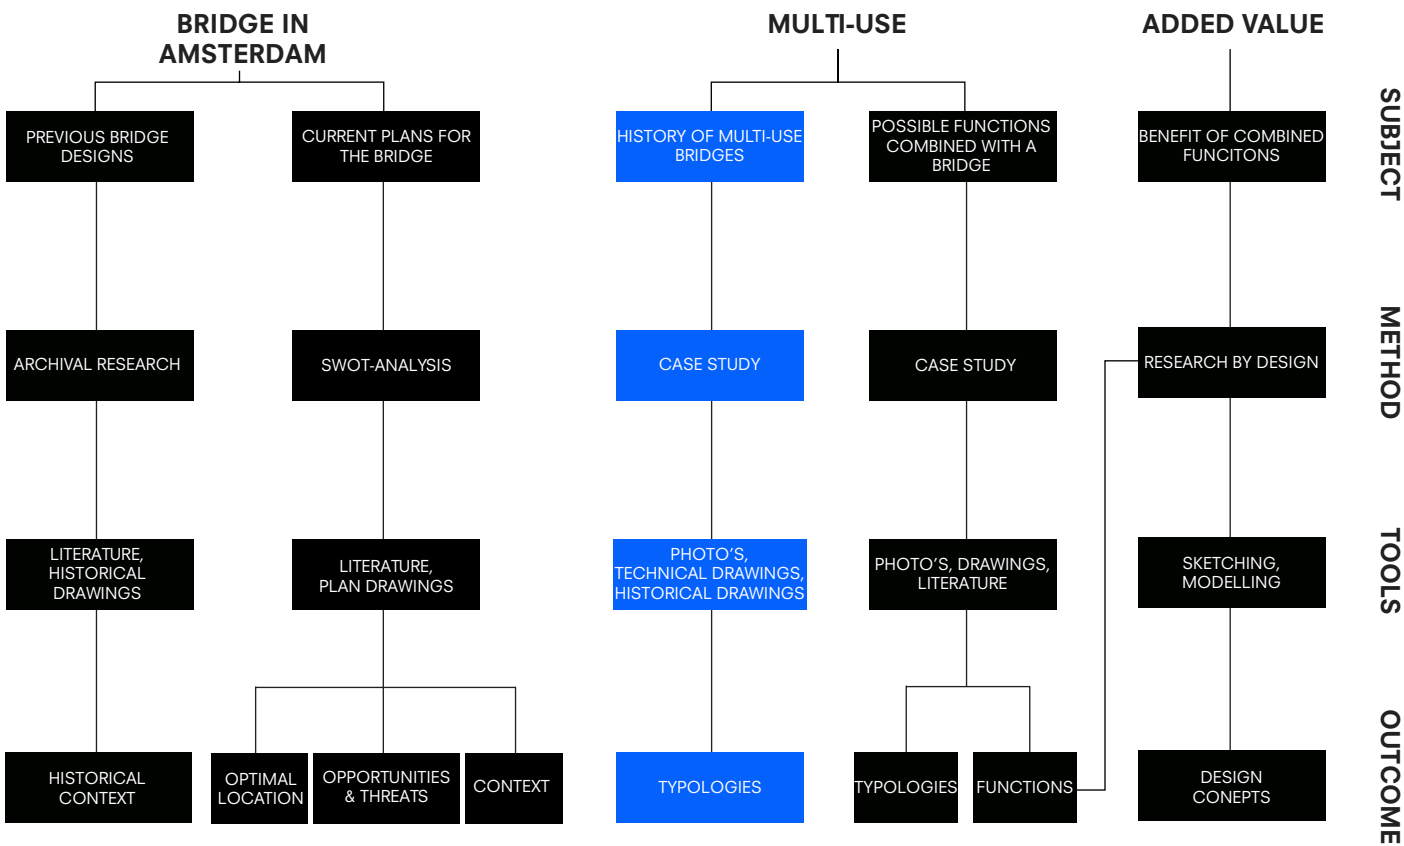 BRIDGE IN
AMSTERDAM
MULTI-USE
ADDED VALUE
SUBJECT
PREVIOUS BRIDGE
DESIGNS
CURRENT PLANS FOR
THE BRIDGE
HISTORY OF MULTI-USE
BRIDGES
POSSIBLE FUNCTIONS
COMBINED WITH A
BRIDGE
BENEFIT OF COMBINED
FUNCITONS
METHOD
ARCHIVAL RESEARCH
SWOT-ANALYSIS
CASE STUDY
CASE STUDY
RESEARCH BY DESIGN
TOOLS
LITERATURE,
HISTORICAL
DRAWINGS
LITERATURE,
PLAN DRAWINGS
PHOTO'S,
TECHNICAL DRAWINGS,
HISTORICAL DRAWINGS
PHOTO'S, DRAWINGS,
LITERATURE
SKETCHING,
MODELLING
OUTCOME
HISTORICAL
CONTEXT
OPTIMAL
LOCATION
OPPORTUNITIES
& THREATS
CONTEXT
TYPOLOGIES
TYPOLOGIES
FUNCTIONS
DESIGN
CONEPTS